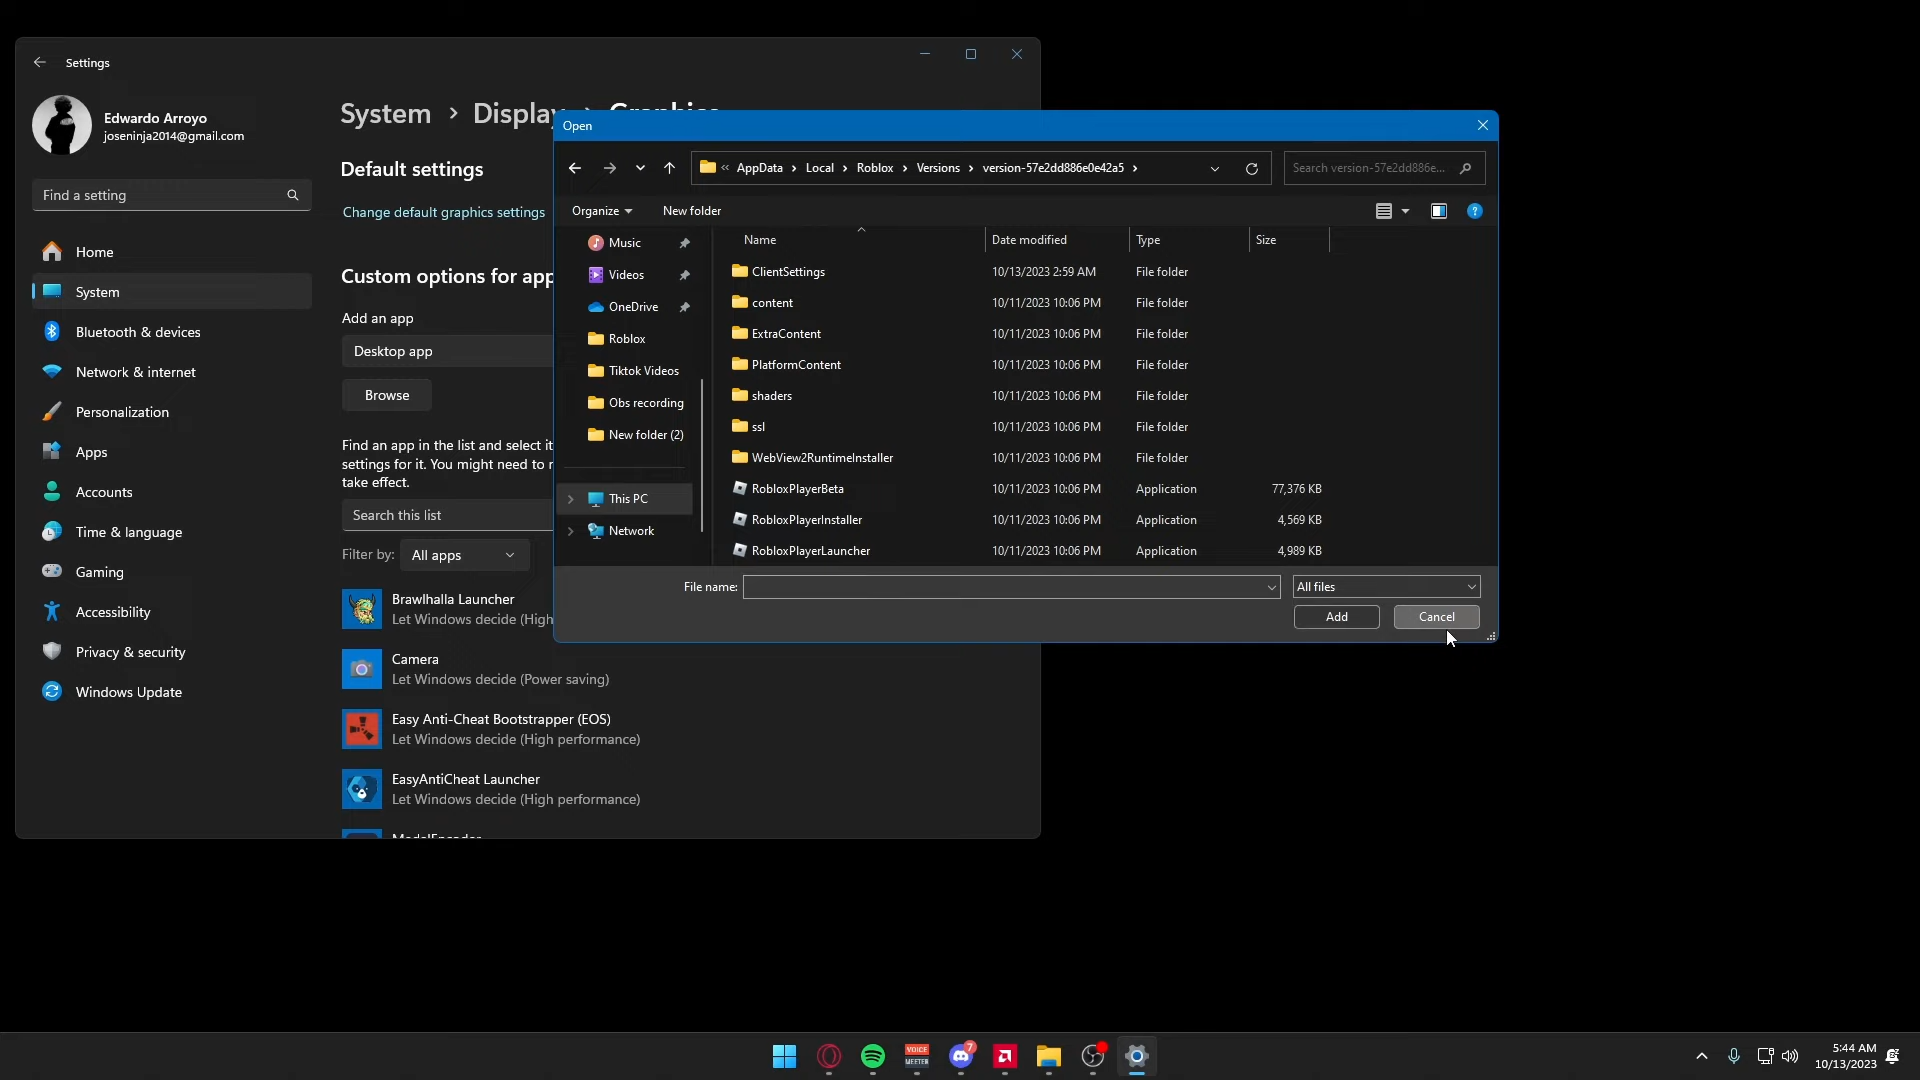 Settings
Edwardo Arroyo
joseninja2014@gmail.com
Find a setting
Home
System
Bluetooth & devices
Network & internet
Personalization
Apps
Accounts
Time & language
Gaming
Accessibility
Privacy & security
Windows Update
System > Display > Graphics
Default settings
Change default graphics settings
Custom options for app
Add an app
Desktop app
Browse
Find an app in the list and select it
settings for it. You might need to r
take effect.
Search this list
Filter by: All apps
Brawlhalla Launcher
Let Windows decide (High
Camera
Let Windows decide (Power saving)
Easy Anti-Cheat Bootstrapper (EOS)
Let Windows decide (High performance)
EasyAntiCheat Launcher
Let Windows decide (High performance)
Open
« AppData > Local > Roblox > Versions > version-57e2dd886e0e42a5 >
Search version-57e2dd886e...
Organize New folder
Music
Videos
OneDrive
Roblox
Tiktok Videos
Obs recording
New folder (2)
This PC
Network
Name Date modified Type Size
ClientSettings 10/13/2023 2:59 AM File folder
content 10/11/2023 10:06 PM File folder
ExtraContent 10/11/2023 10:06 PM File folder
PlatformContent 10/11/2023 10:06 PM File folder
shaders 10/11/2023 10:06 PM File folder
ssl 10/11/2023 10:06 PM File folder
WebView2RuntimeInstaller 10/11/2023 10:06 PM File folder
RobloxPlayerBeta 10/11/2023 10:06 PM Application 77,376 KB
RobloxPlayerInstaller 10/11/2023 10:06 PM Application 4,569 KB
RobloxPlayerLauncher 10/11/2023 10:06 PM Application 4,989 KB
File name: All files
Add Cancel
VOICE
MEETER
7
5:44 AM
10/13/2023